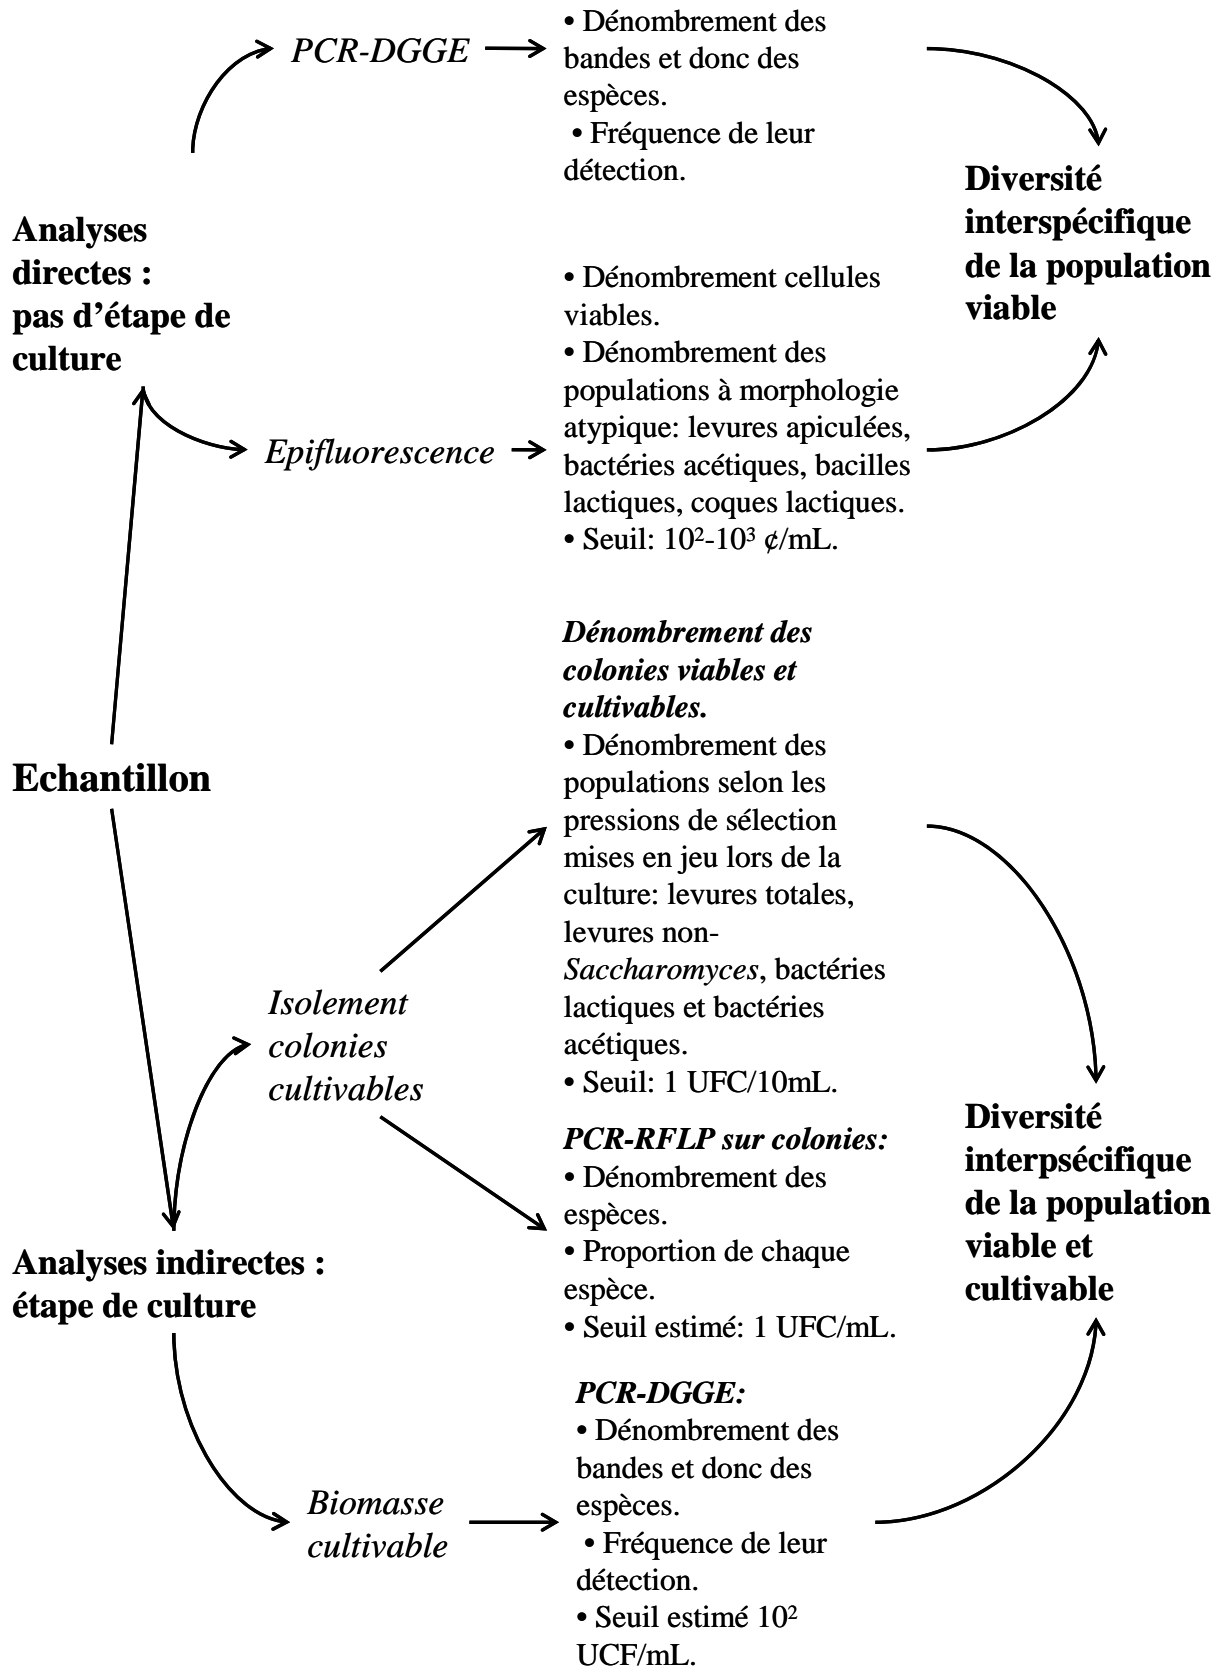 PCR-DGGE
• Dénombrement des
bandes et donc des
espèces.
• Fréquence de leur
détection.
Diversité
interspécifique
de la population
viable
Analyses
directes :
pas d’étape de
culture
Epifluorescence
• Dénombrement cellules
viables.
• Dénombrement des
populations à morphologie
atypique: levures apiculées,
bactéries acétiques, bacilles
lactiques, coques lactiques.
• Seuil: 10²-10³ ¢/mL.
Echantillon
Dénombrement des
colonies viables et
cultivables.
• Dénombrement des
populations selon les
pressions de sélection
mises en jeu lors de la
culture: levures totales,
levures non-
Saccharomyces, bactéries
lactiques et bactéries
acétiques.
• Seuil: 1 UFC/10mL.
Isolement
colonies
cultivables
PCR-RFLP sur colonies:
• Dénombrement des
espèces.
• Proportion de chaque
espèce.
• Seuil estimé: 1 UFC/mL.
Diversité
interpsécifique
de la population
viable et
cultivable
Analyses indirectes :
étape de culture
Biomasse
cultivable
PCR-DGGE:
• Dénombrement des
bandes et donc des
espèces.
• Fréquence de leur
détection.
• Seuil estimé 10²
UCF/mL.